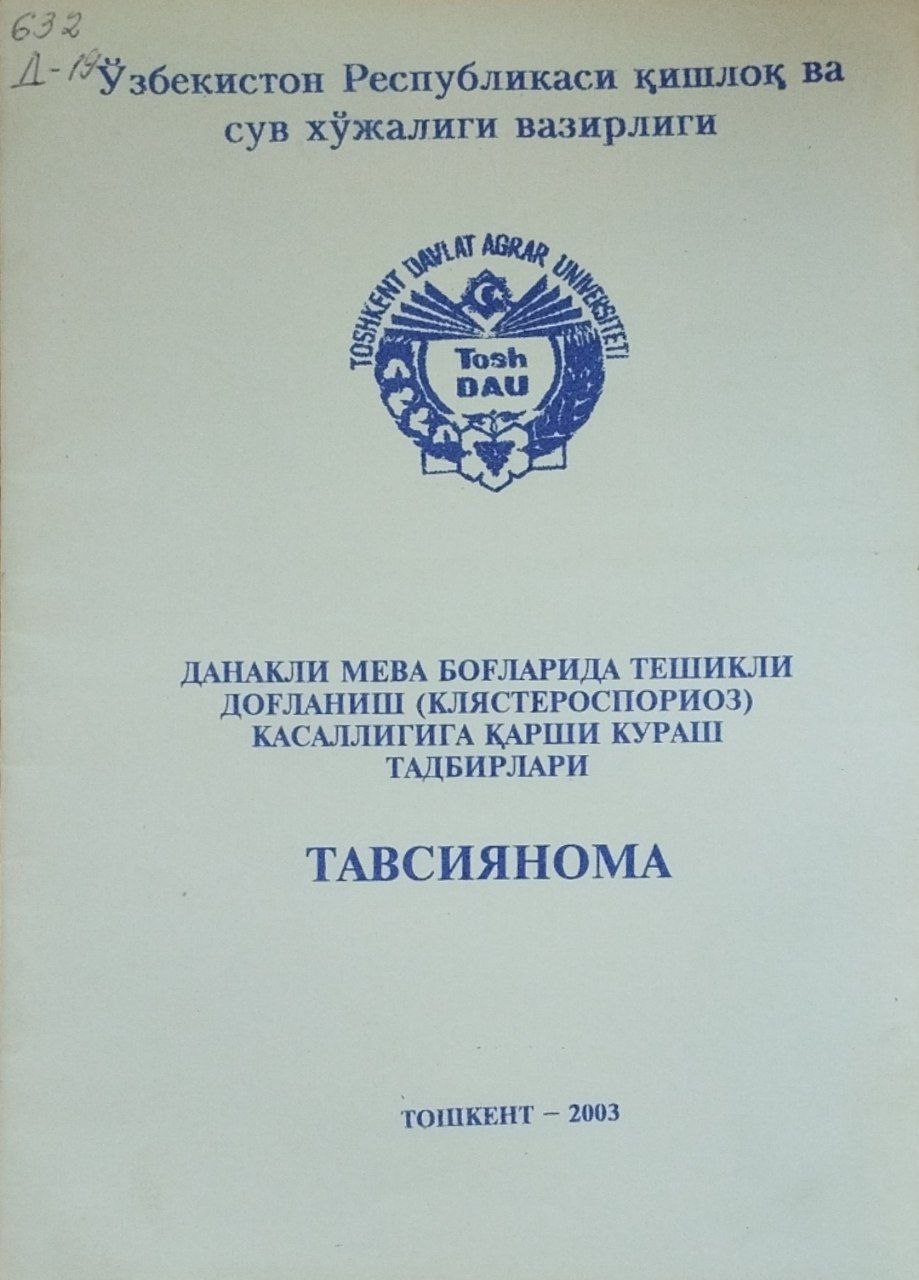 632
Д-19
Ўзбекистон Республикаси қишлоқ ва
сув хўжалиги вазирлиги
TOSHKENT DAVLAT AGRAR UNIVERSITETI
Tosh
DAU
ДАНАКЛИ МЕВА БОҒЛАРИДА ТЕШИКЛИ
ДОҒЛАНИШ (КЛЯСТЕРОСПОРИОЗ)
КАСАЛЛИГИГА ҚАРШИ КУРАШ
ТАДБИРЛАРИ
ТАВСИЯНОМА
ТОШКЕНТ – 2003